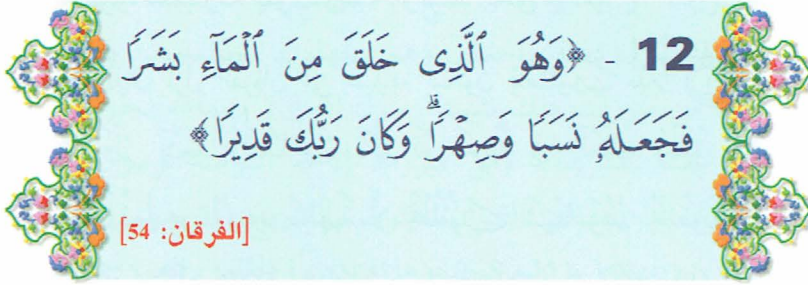 12 - ﴿وَهُوَ ٱلَّذِى خَلَقَ مِنَ ٱلْمَآءِ بَشَرًا
فَجَعَلَهُۥ نَسَبًا وَصِهْرًا ۗ وَكَانَ رَبُّكَ قَدِيرًا﴾
[الفرقان: 54]